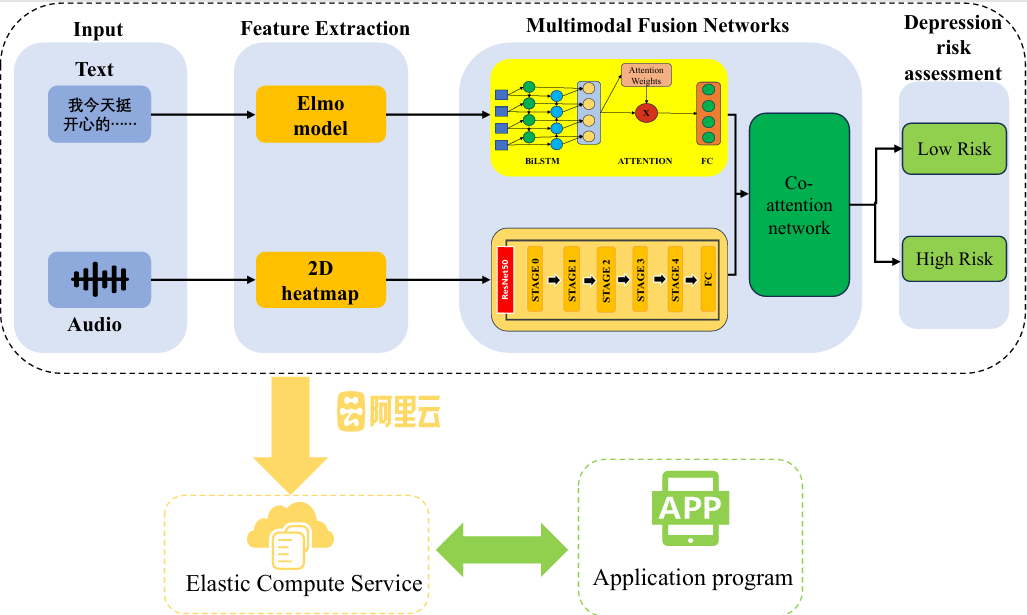 Input
Feature Extraction
Multimodal Fusion Networks
Depression
risk
assessment
Text
我今天挺
开心的……
Elmo
model
Attention
Weights
X
BiLSTM
ATTENTION
FC
Co-
attention
network
Low Risk
High Risk
2D
heatmap
Audio
ResNet50
STAGE 0
STAGE 1
STAGE 2
STAGE 3
STAGE 4
FC
阿里云
APP
Elastic Compute Service
Application program